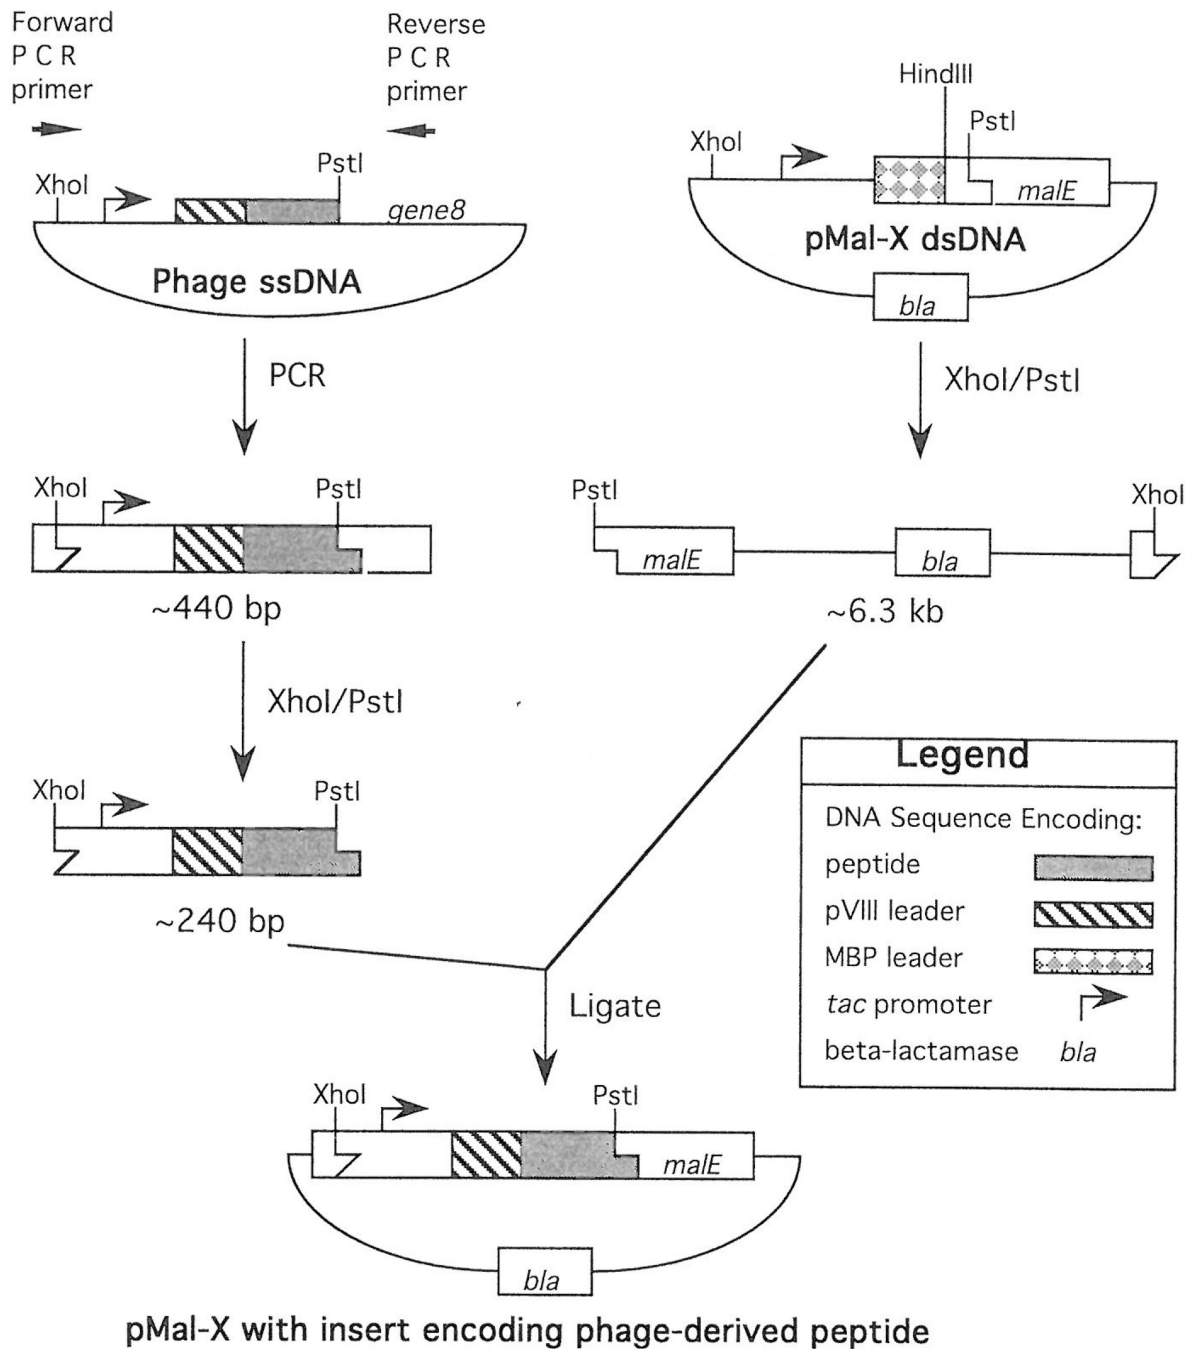 Forward
P C R
primer
Reverse
P C R
primer
XhoI
PstI
gene8
Phage ssDNA
HindIII
XhoI
PstI
malE
pMal-X dsDNA
bla
PCR
XhoI/PstI
XhoI
PstI
~440 bp
PstI
XhoI
malE
bla
~6.3 kb
XhoI/PstI
XhoI
PstI
~240 bp
Legend
DNA Sequence Encoding:
peptide
pVIII leader
MBP leader
tac promoter
beta-lactamase bla
Ligate
XhoI
PstI
malE
bla
pMal-X with insert encoding phage-derived peptide